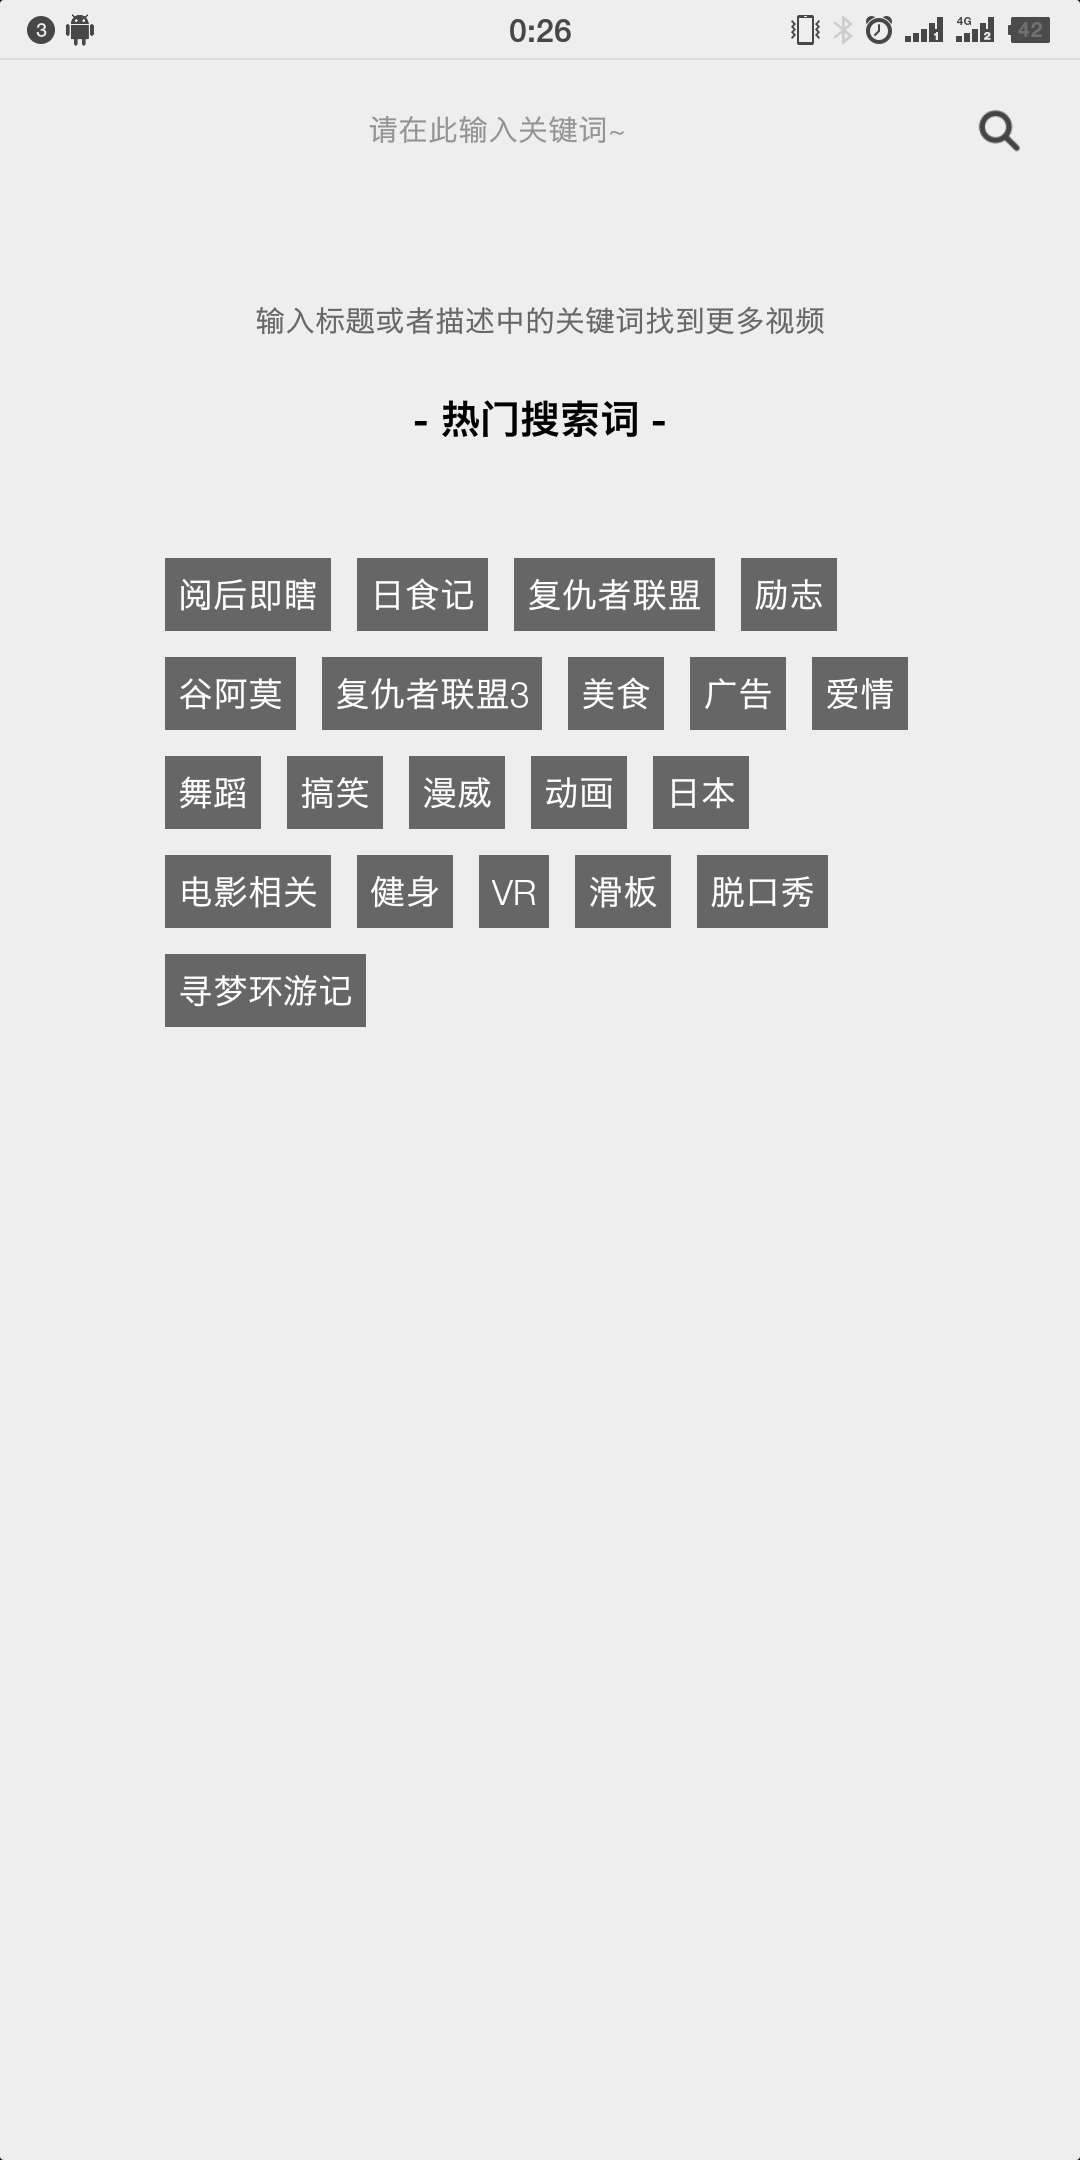 3 0:26 4G 1 2 42
请在此输入关键词~
输入标题或者描述中的关键词找到更多视频
- 热门搜索词 -
阅后即瞎 日食记 复仇者联盟 励志
谷阿莫 复仇者联盟3 美食 广告 爱情
舞蹈 搞笑 漫威 动画 日本
电影相关 健身 VR 滑板 脱口秀
寻梦环游记